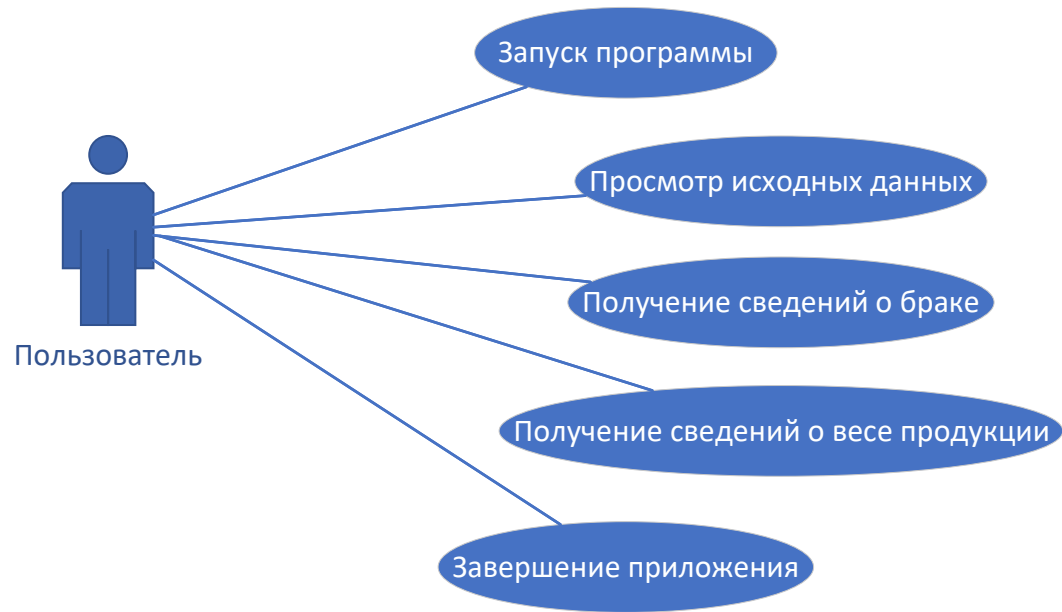 Запуск программы
Просмотр исходных данных
Получение сведений о браке
Пользователь
Получение сведений о весе продукции
Завершение приложения